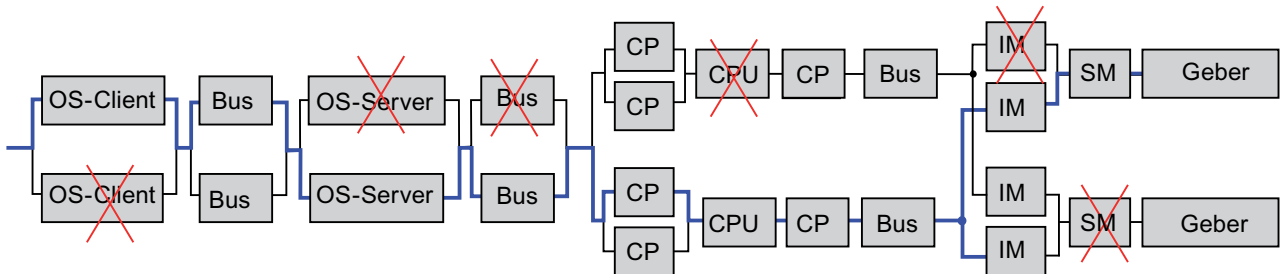 CP
CP
CPU
CP
Bus
IM
IM
SM
Geber
OS-Client
Bus
OS-Server
Bus
OS-Client
Bus
OS-Server
Bus
CP
CP
CPU
CP
Bus
IM
IM
SM
Geber